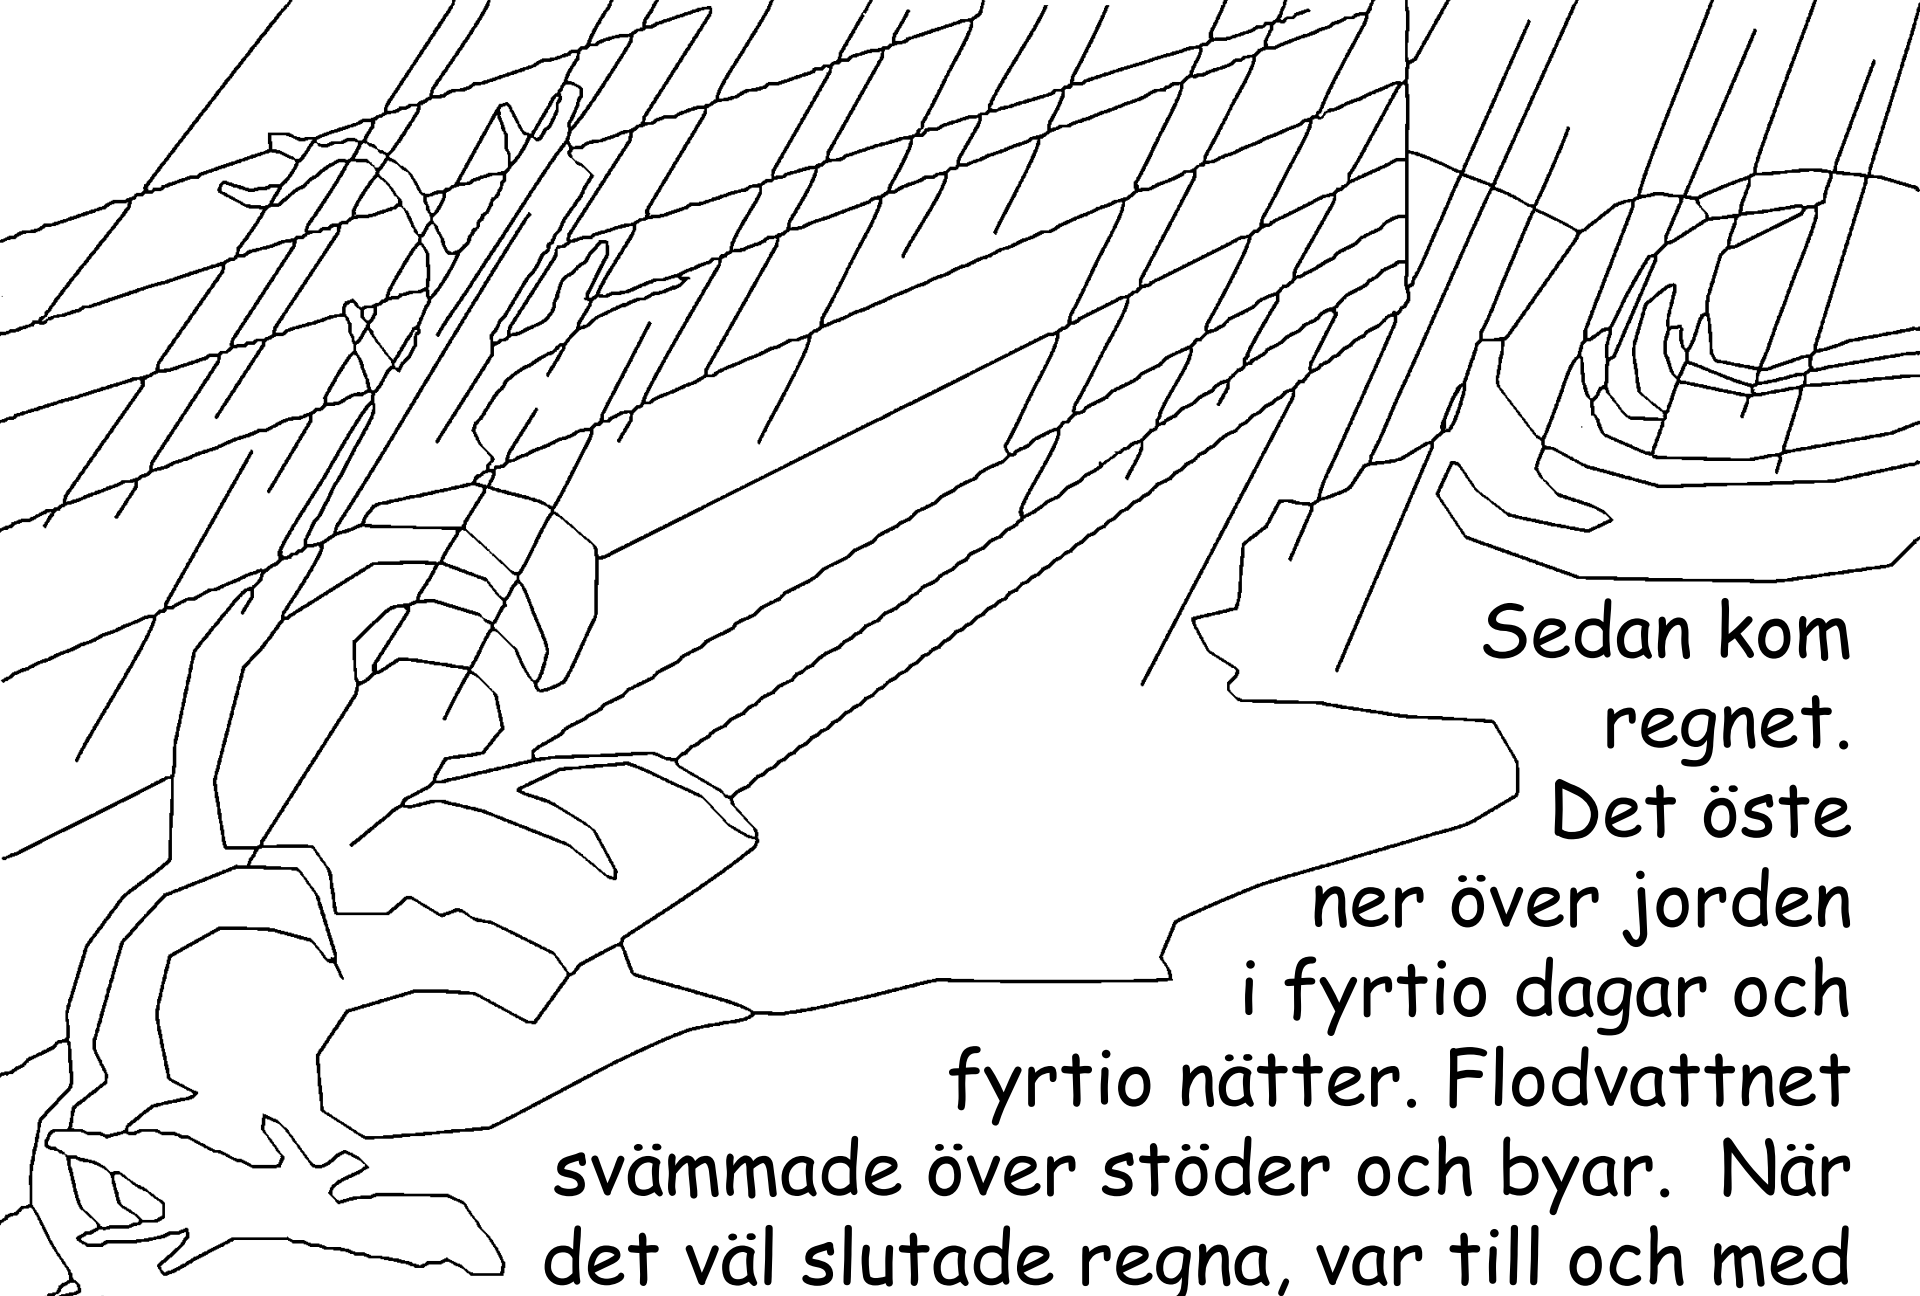 Sedan kom
regnet.
Det öste
ner över jorden
i fyrtio dagar och
fyrtio nätter. Flodvattnet
svämmade över stöder och byar. När
det väl slutade regna, var till och med